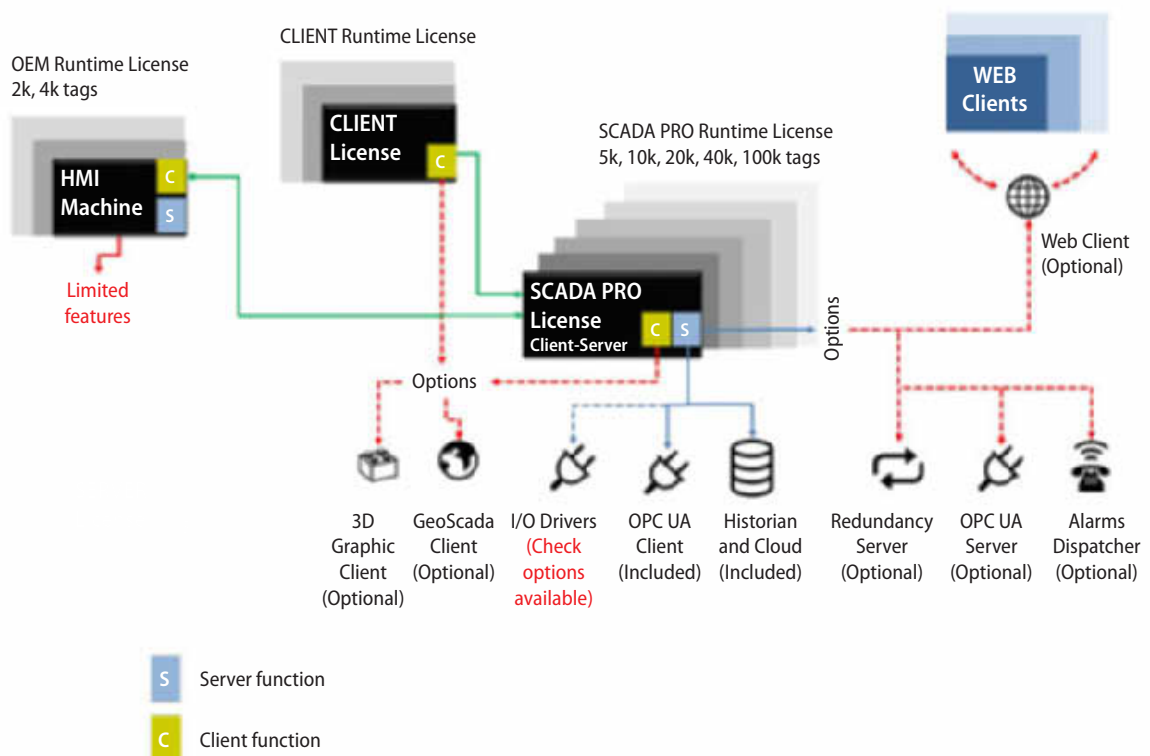 CLIENT Runtime License
OEM Runtime License
2k, 4k tags
WEB
Clients
CLIENT
License
C
SCADA PRO Runtime License
5k, 10k, 20k, 40k, 100k tags
HMI
Machine
C
S
Web Client
(Optional)
Limited
features
SCADA PRO
License
Client-Server
C
S
Options
Options
3D
Graphic
Client
(Optional)
GeoScada
Client
(Optional)
I/O Drivers
(Check
options
available)
OPC UA
Client
(Included)
Historian
and Cloud
(Included)
Redundancy
Server
(Optional)
OPC UA
Server
(Optional)
Alarms
Dispatcher
(Optional)
S
Server function
C
Client function